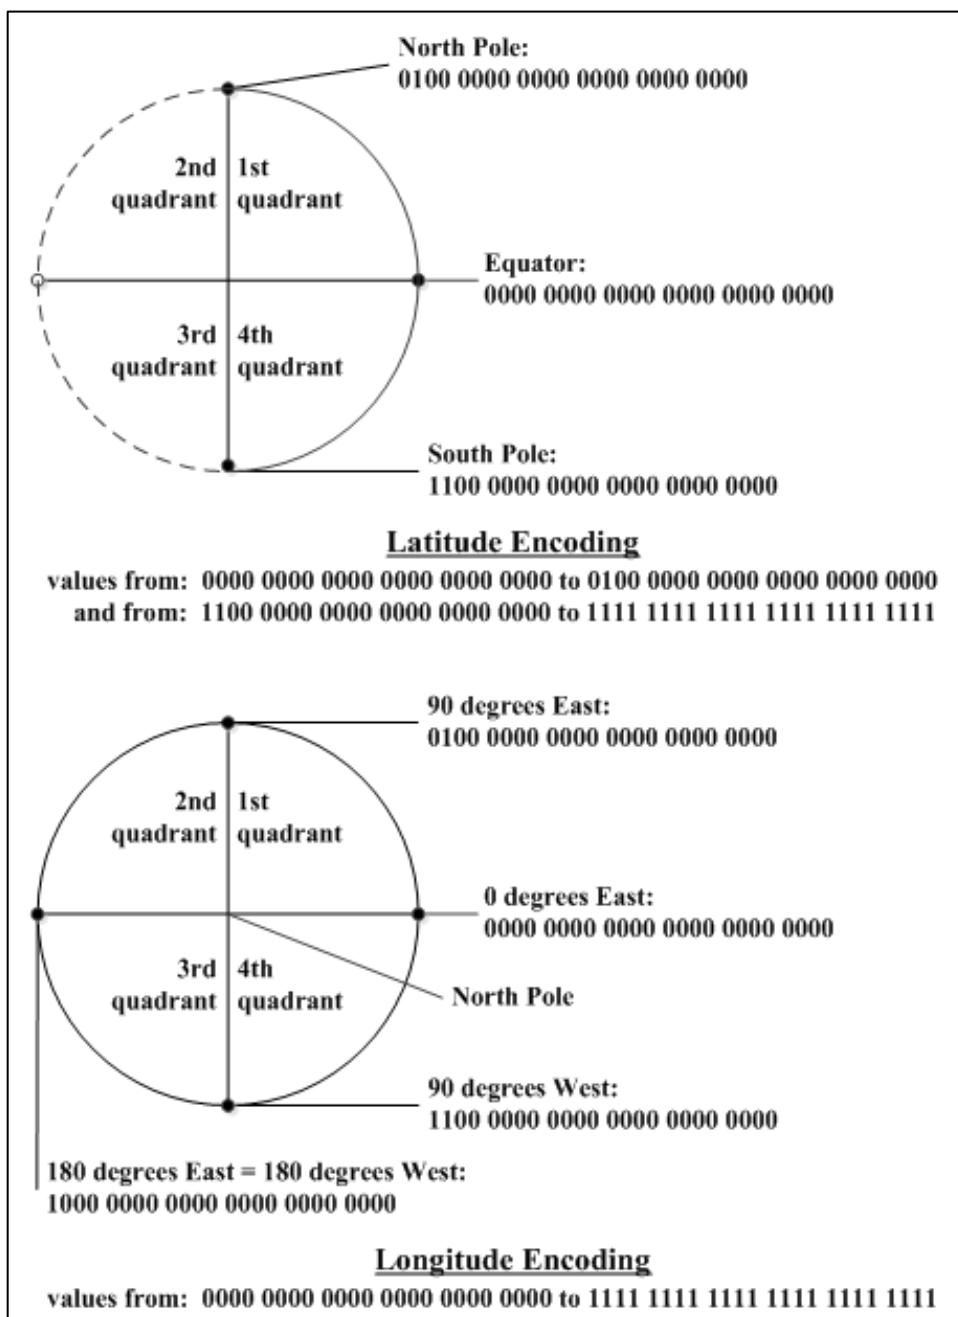 North Pole:
0100 0000 0000 0000 0000 0000
2nd 1st
quadrant quadrant
Equator:
0000 0000 0000 0000 0000 0000
3rd 4th
quadrant quadrant
South Pole:
1100 0000 0000 0000 0000 0000
Latitude Encoding
values from: 0000 0000 0000 0000 0000 0000 to 0100 0000 0000 0000 0000 0000
and from: 1100 0000 0000 0000 0000 0000 to 1111 1111 1111 1111 1111 1111
90 degrees East:
0100 0000 0000 0000 0000 0000
2nd 1st
quadrant quadrant
0 degrees East:
0000 0000 0000 0000 0000 0000
3rd 4th
quadrant quadrant
North Pole
90 degrees West:
1100 0000 0000 0000 0000 0000
180 degrees East = 180 degrees West:
1000 0000 0000 0000 0000 0000
Longitude Encoding
values from: 0000 0000 0000 0000 0000 0000 to 1111 1111 1111 1111 1111 1111